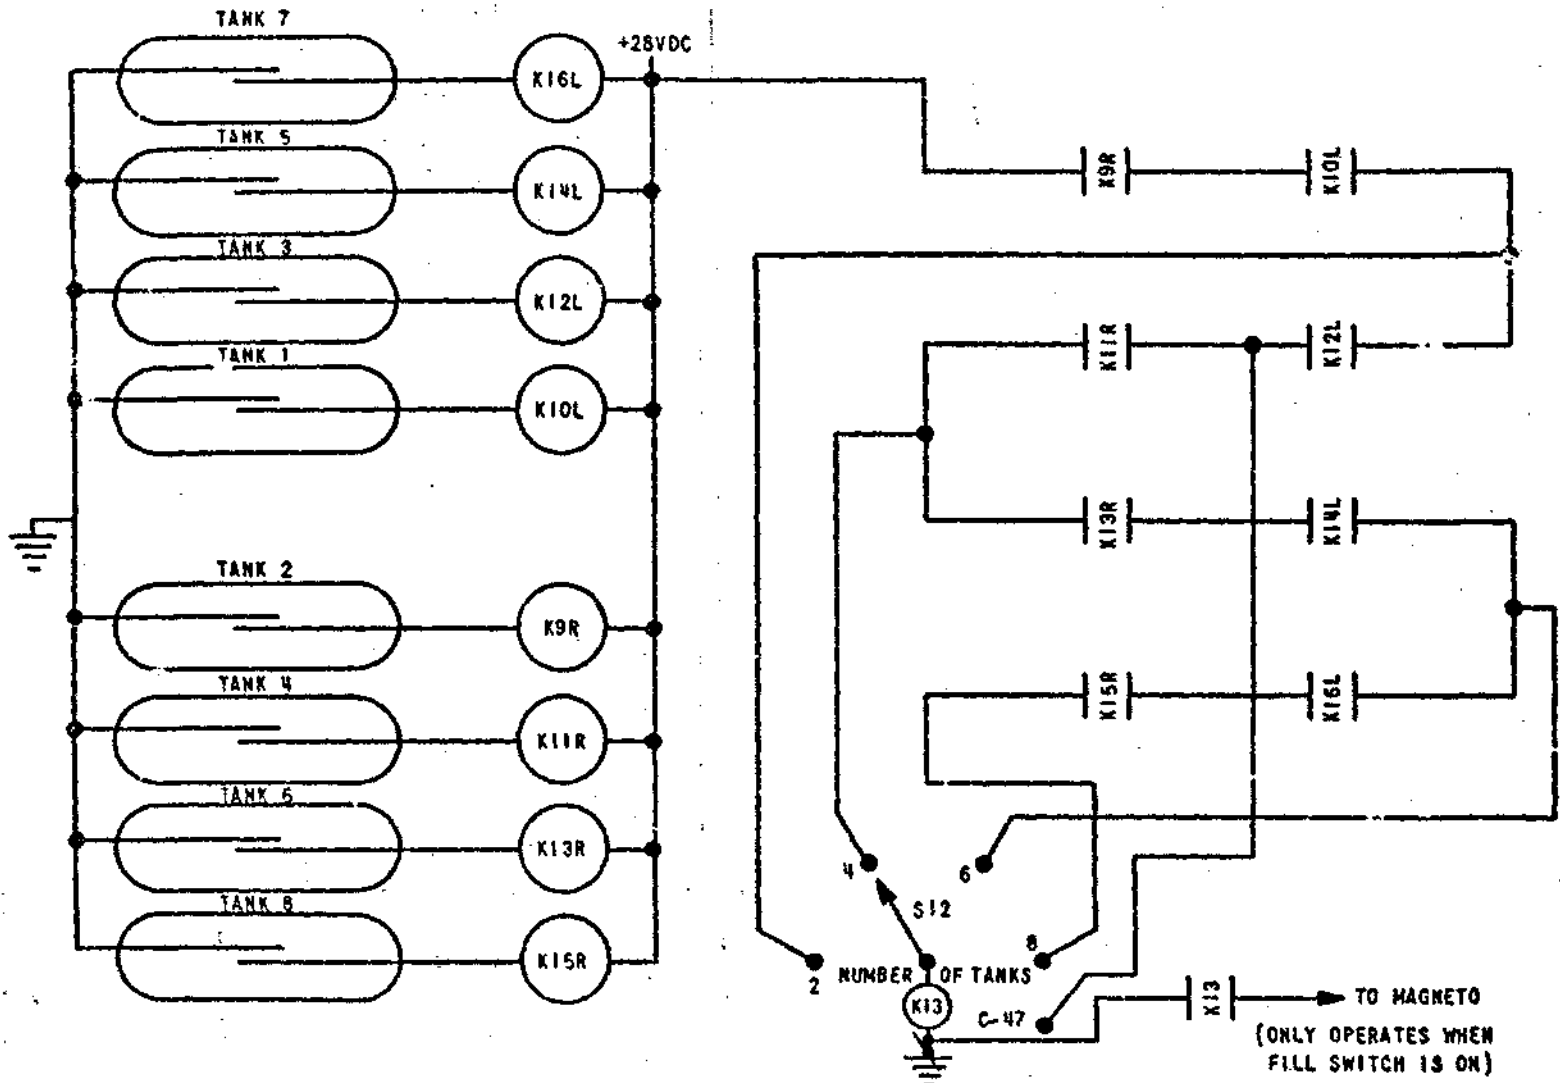 TANK 7
K16L
+28VDC
TANK 5
K14L
K9R
K10L
TANK 3
K12L
TANK 1
K10L
K11R
K12L
K13R
K14L
TANK 2
K9R
TANK 4
K11R
K15R
K16L
TANK 6
K13R
4
6
S12
TANK 8
K15R
2
8
NUMBER OF TANKS
K13
C-47
K13
TO MAGNETO
(ONLY OPERATES WHEN
FILL SWITCH IS ON)